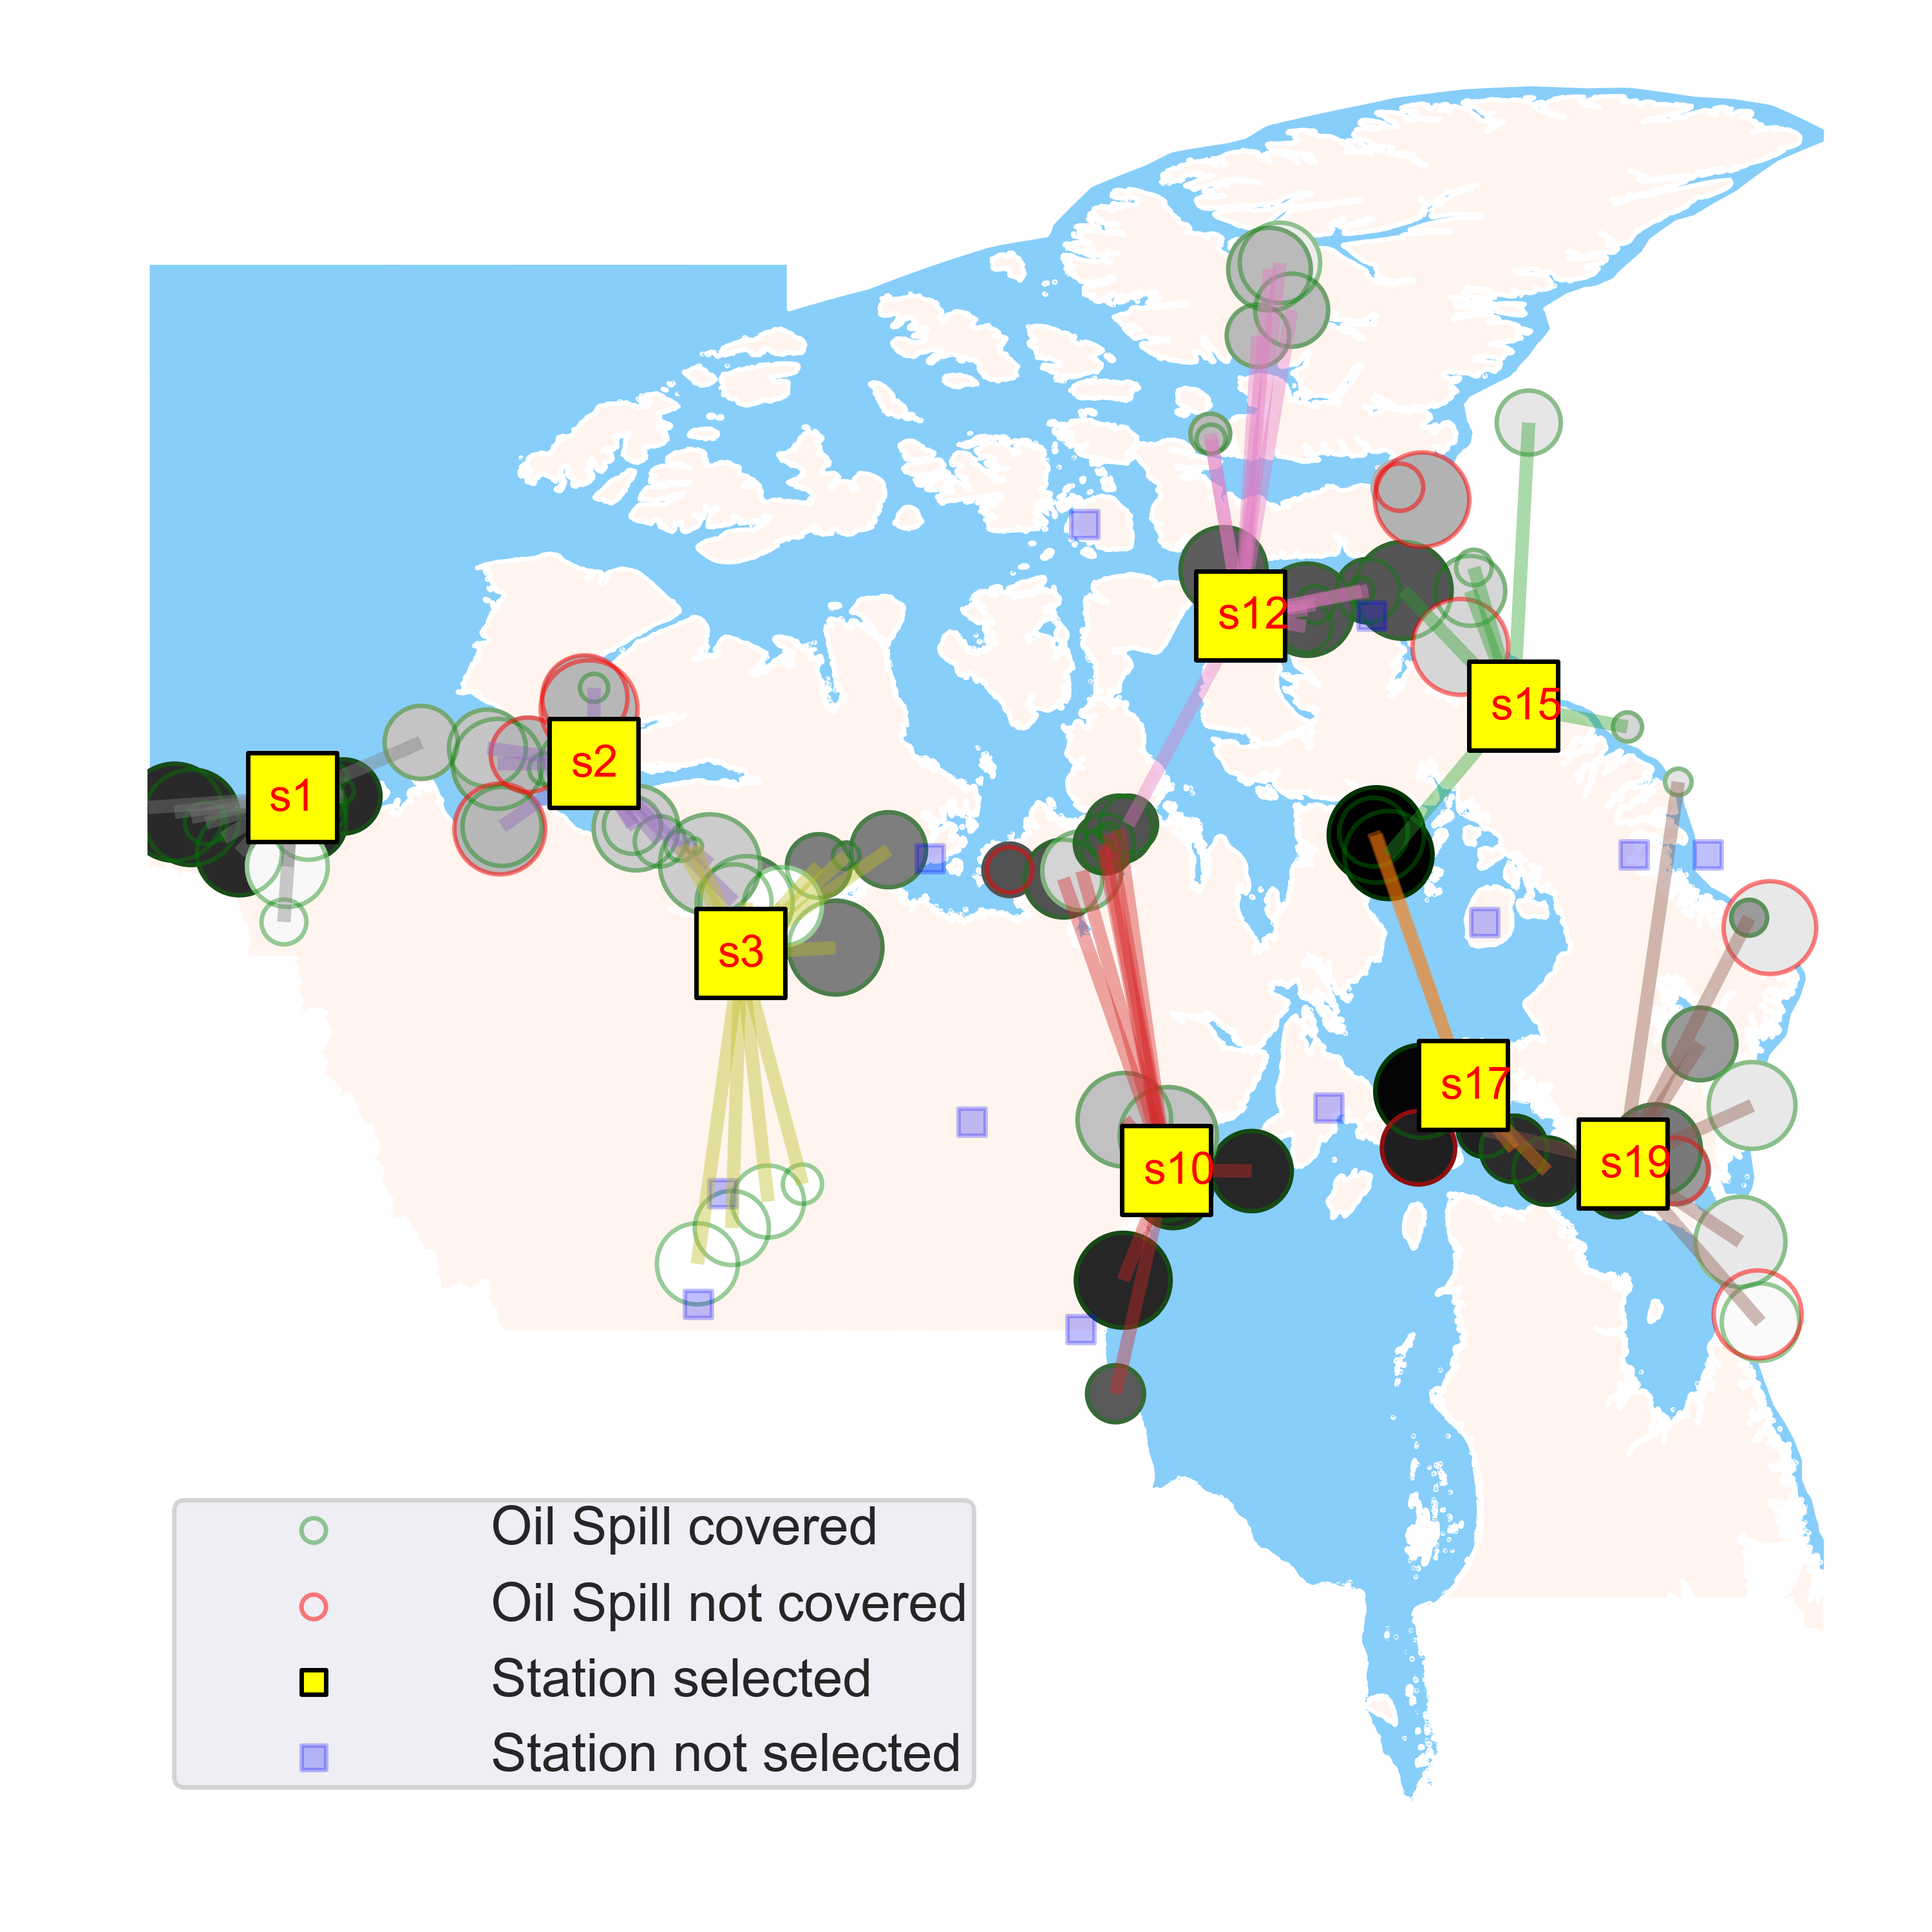 s12
s15
s2
s1
s3
s17
s10
s19
Oil Spill covered
Oil Spill not covered
Station selected
Station not selected